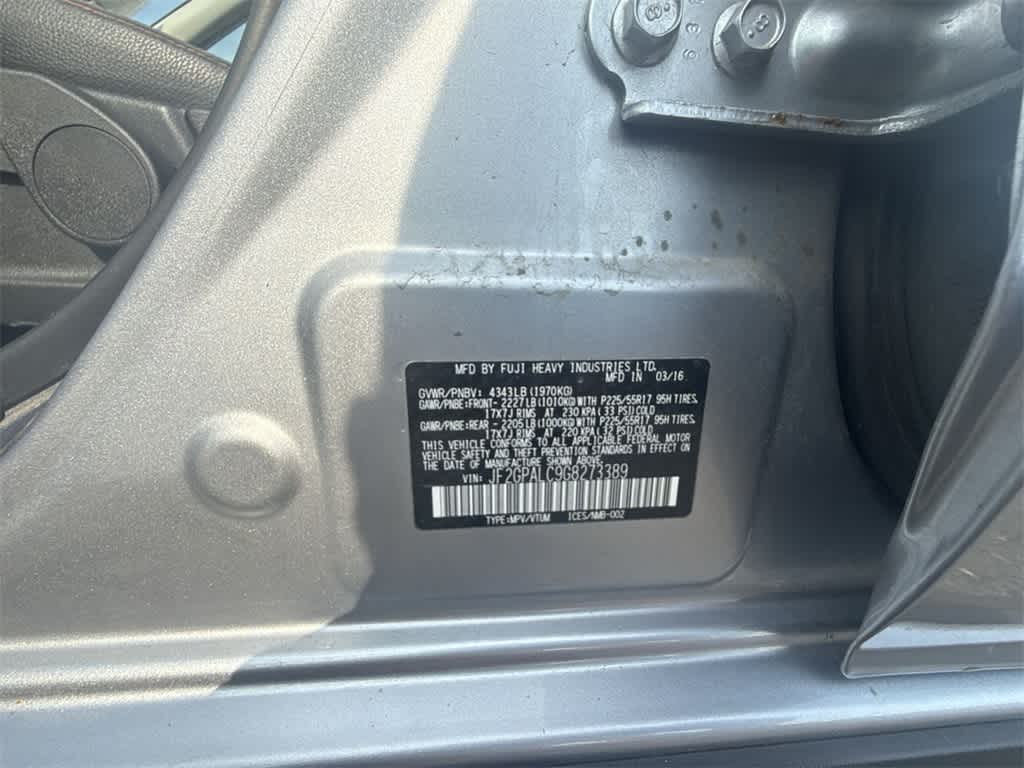 MFD BY FUJI HEAVY INDUSTRIES LTD.
MFD IN 03/16
GVWR/PNBV: 4343LB(1970KG)
GAWR/PNBE:FRONT- 2227LB(1010KG)WITH P225/55R17 95H TIRES,
17X7J RIMS AT 230 KPA(33 PSI)COLD
GAWR/PNBE:REAR - 2205LB(1000KG)WITH P225/55R17 95H TIRES,
17X7J RIMS AT 220 KPA(32 PSI)COLD
THIS VEHICLE CONFORMS TO ALL APPLICABLE FEDERAL MOTOR
VEHICLE SAFETY AND THEFT PREVENTION STANDARDS IN EFFECT
ON THE DATE OF MANUFACTURE SHOWN ABOVE.
VIN: JF2GPALC9G8273389
TYPE:MPV/VTUM ICES/NMB-002